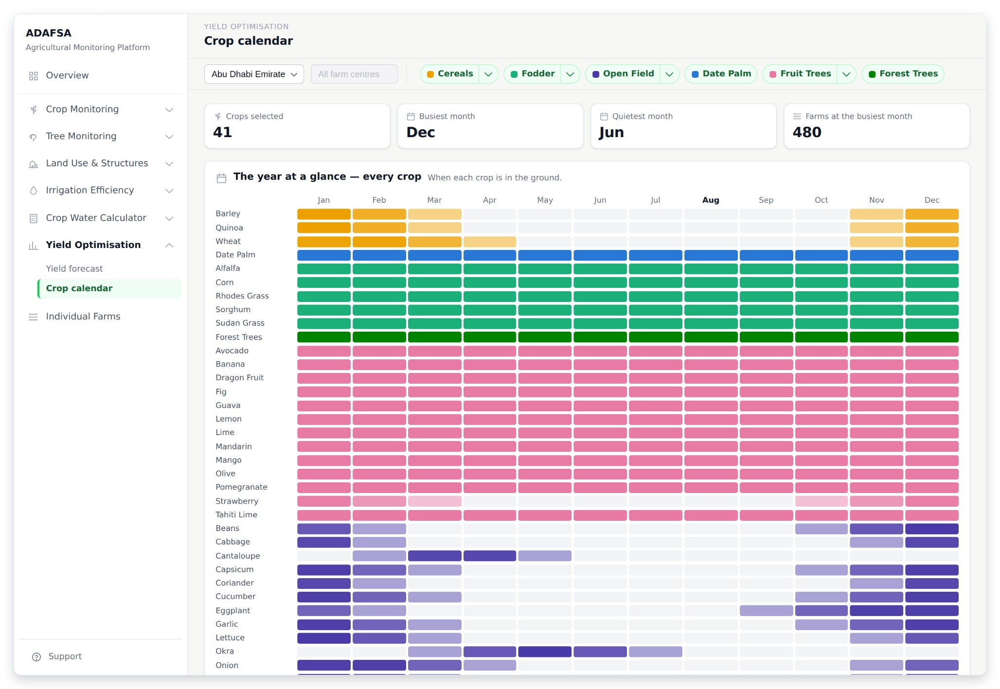 ADAFSA
Agricultural Monitoring Platform
Overview
Crop Monitoring
Tree Monitoring
Land Use & Structures
Irrigation Efficiency
Crop Water Calculator
Yield Optimisation
Yield forecast
Crop calendar
Individual Farms
Support
YIELD OPTIMISATION
Crop calendar
Abu Dhabi Emirate
All farm centres
Cereals
Fodder
Open Field
Date Palm
Fruit Trees
Forest Trees
Crops selected
41
Busiest month
Dec
Quietest month
Jun
Farms at the busiest month
480
The year at a glance — every crop When each crop is in the ground.
Jan Feb Mar Apr May Jun Jul Aug Sep Oct Nov Dec
Barley
Quinoa
Wheat
Date Palm
Alfalfa
Corn
Rhodes Grass
Sorghum
Sudan Grass
Forest Trees
Avocado
Banana
Dragon Fruit
Fig
Guava
Lemon
Lime
Mandarin
Mango
Olive
Pomegranate
Strawberry
Tahiti Lime
Beans
Cabbage
Cantaloupe
Capsicum
Coriander
Cucumber
Eggplant
Garlic
Lettuce
Okra
Onion